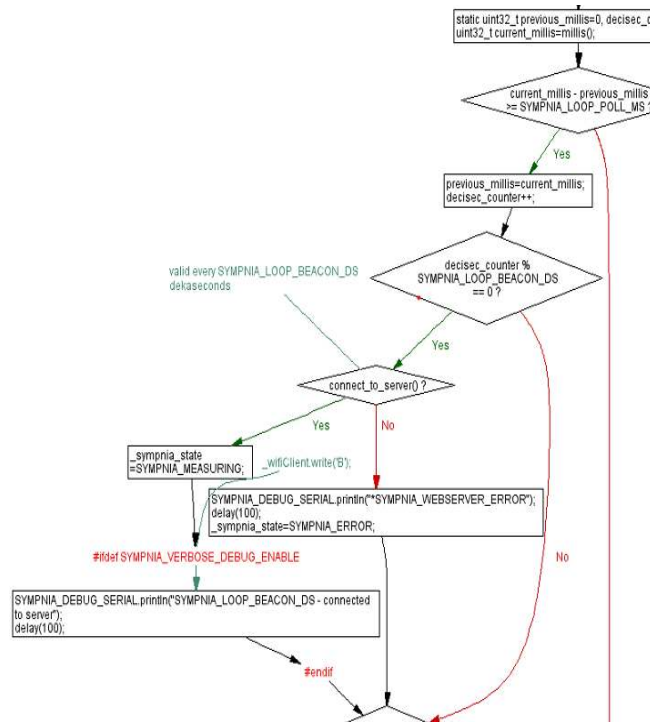 static uint32_t previous_millis=0, decisec_
uint32_t current_millis=millis();
current_millis - previous_millis
>= SYMPNIA_LOOP_POLL_MS ?
Yes
previous_millis=current_millis;
decisec_counter++;
decisec_counter %
SYMPNIA_LOOP_BEACON_DS
== 0 ?
valid every SYMPNIA_LOOP_BEACON_DS
dekaseconds
Yes
connect_to_server() ?
Yes
No
_sympnia_state
=SYMPNIA_MEASURING;
_wifiClient.write('B');
SYMPNIA_DEBUG_SERIAL.println("*SYMPNIA_WEBSERVER_ERROR");
delay(100);
_sympnia_state=SYMPNIA_ERROR;
#ifdef SYMPNIA_VERBOSE_DEBUG_ENABLE
No
SYMPNIA_DEBUG_SERIAL.println("SYMPNIA_LOOP_BEACON_DS - connected
to server");
delay(100);
#endif